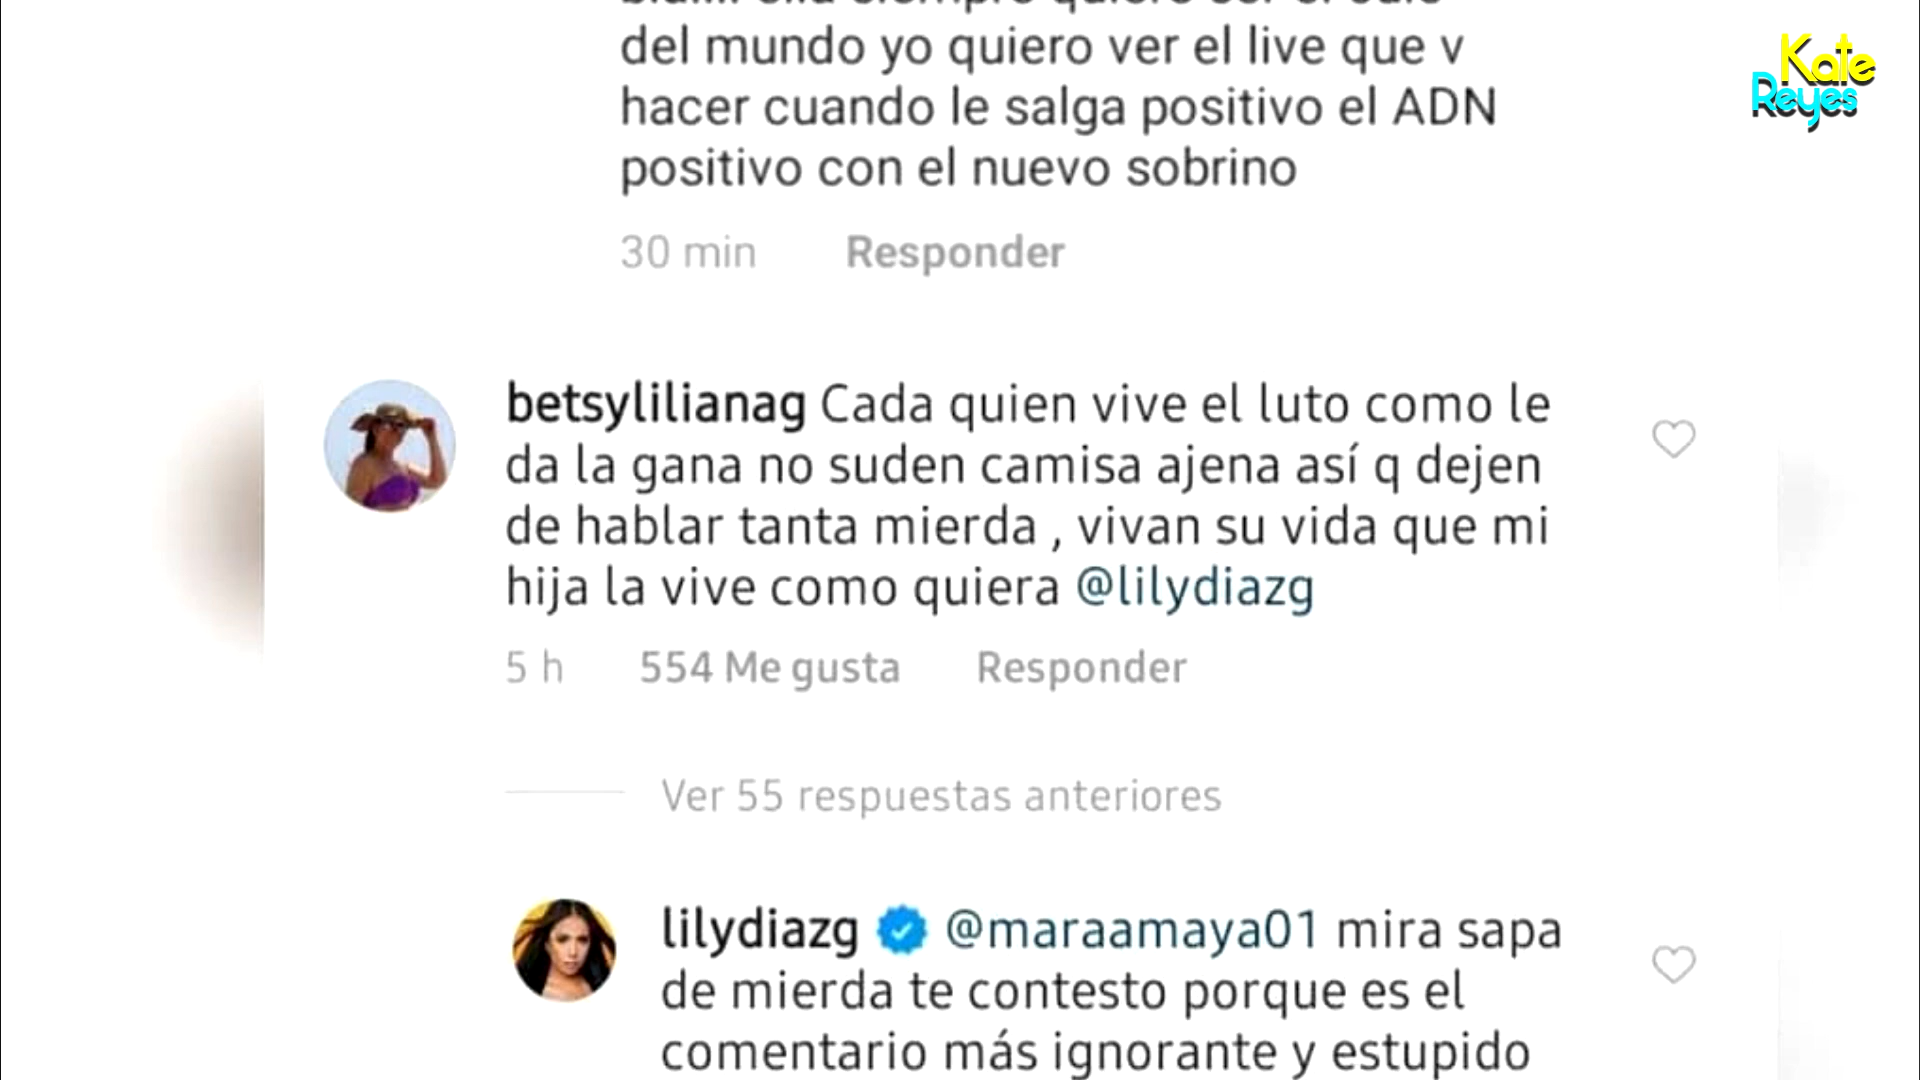 del mundo yo quiero ver el live que v
hacer cuando le salga positivo el ADN
positivo con el nuevo sobrino
30 min Responder
betsylilianag Cada quien vive el luto como le
da la gana no suden camisa ajena así q dejen
de hablar tanta mierda , vivan su vida que mi
hija la vive como quiera @lilydiazg
5 h 554 Me gusta Responder
Ver 55 respuestas anteriores
lilydiazg @maraamaya01 mira sapa
de mierda te contesto porque es el
comentario más ignorante y estupido
Kate
Reyes